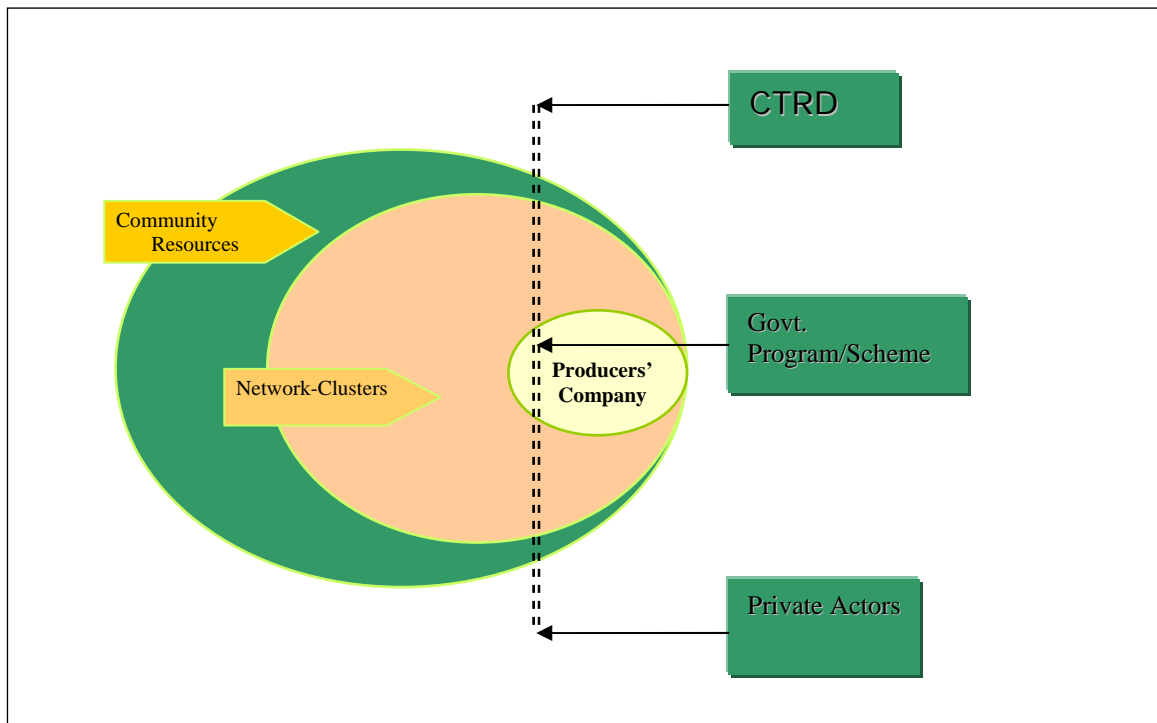 CTRD
Community
Resources
Govt.
Program/Scheme
Network-Clusters
Producers’
Company
Private Actors